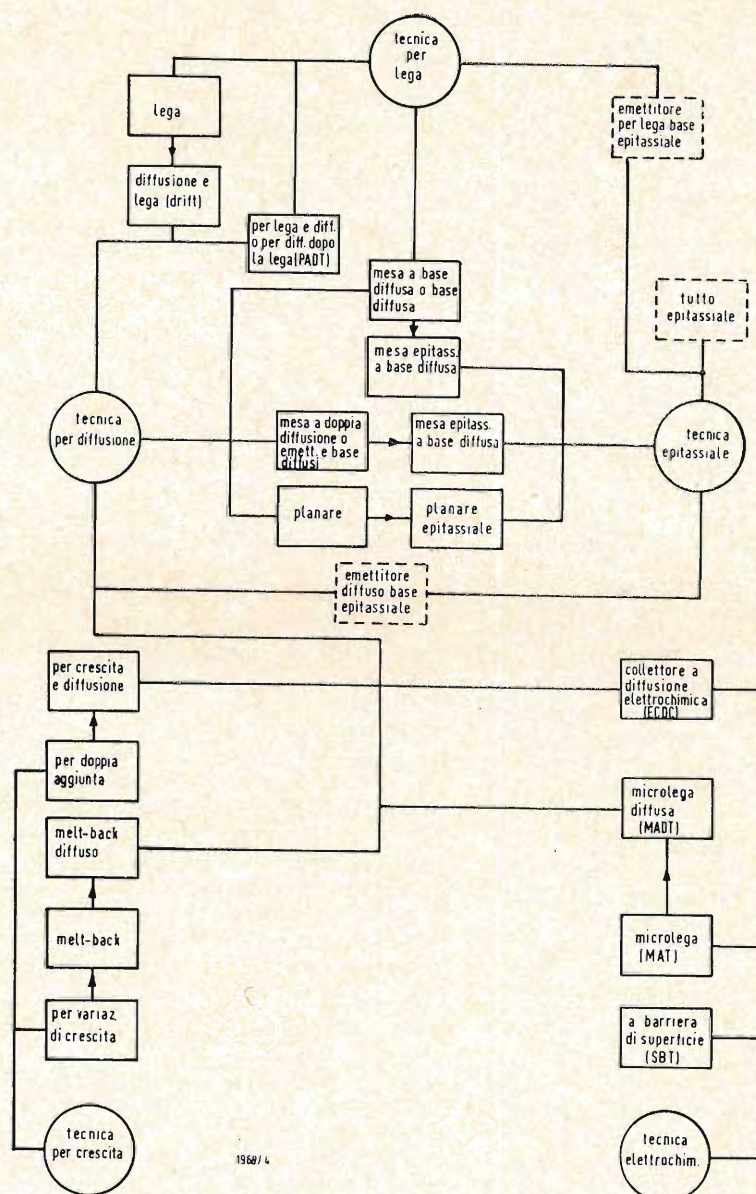 tecnica
per
lega
lega
emettitore
per lega base
epitassiale
diffusione e
lega (drift)
per lega e diff.
o per diff. dopo
la lega(PADT)
mesa a base
diffusa o base
diffusa
tutto
epitassiale
mesa epitass.
a base diffusa
tecnica
per diffusione
mesa a doppia
diffusione o
emett. e base
diffusi
mesa epitass.
a base diffusa
tecnica
epitassiale
planare
planare
epitassiale
emettitore
diffuso base
epitassiale
per crescita
e diffusione
collettore a
diffusione
elettrochimica
(ECDC)
per doppia
aggiunta
microlega
diffusa
(MADT)
melt-back
diffuso
melt-back
microlega
(MAT)
per variaz.
di crescita
a barriera
di superficie
(SBT)
tecnica
per crescita
1968/4
tecnica
elettrochim.